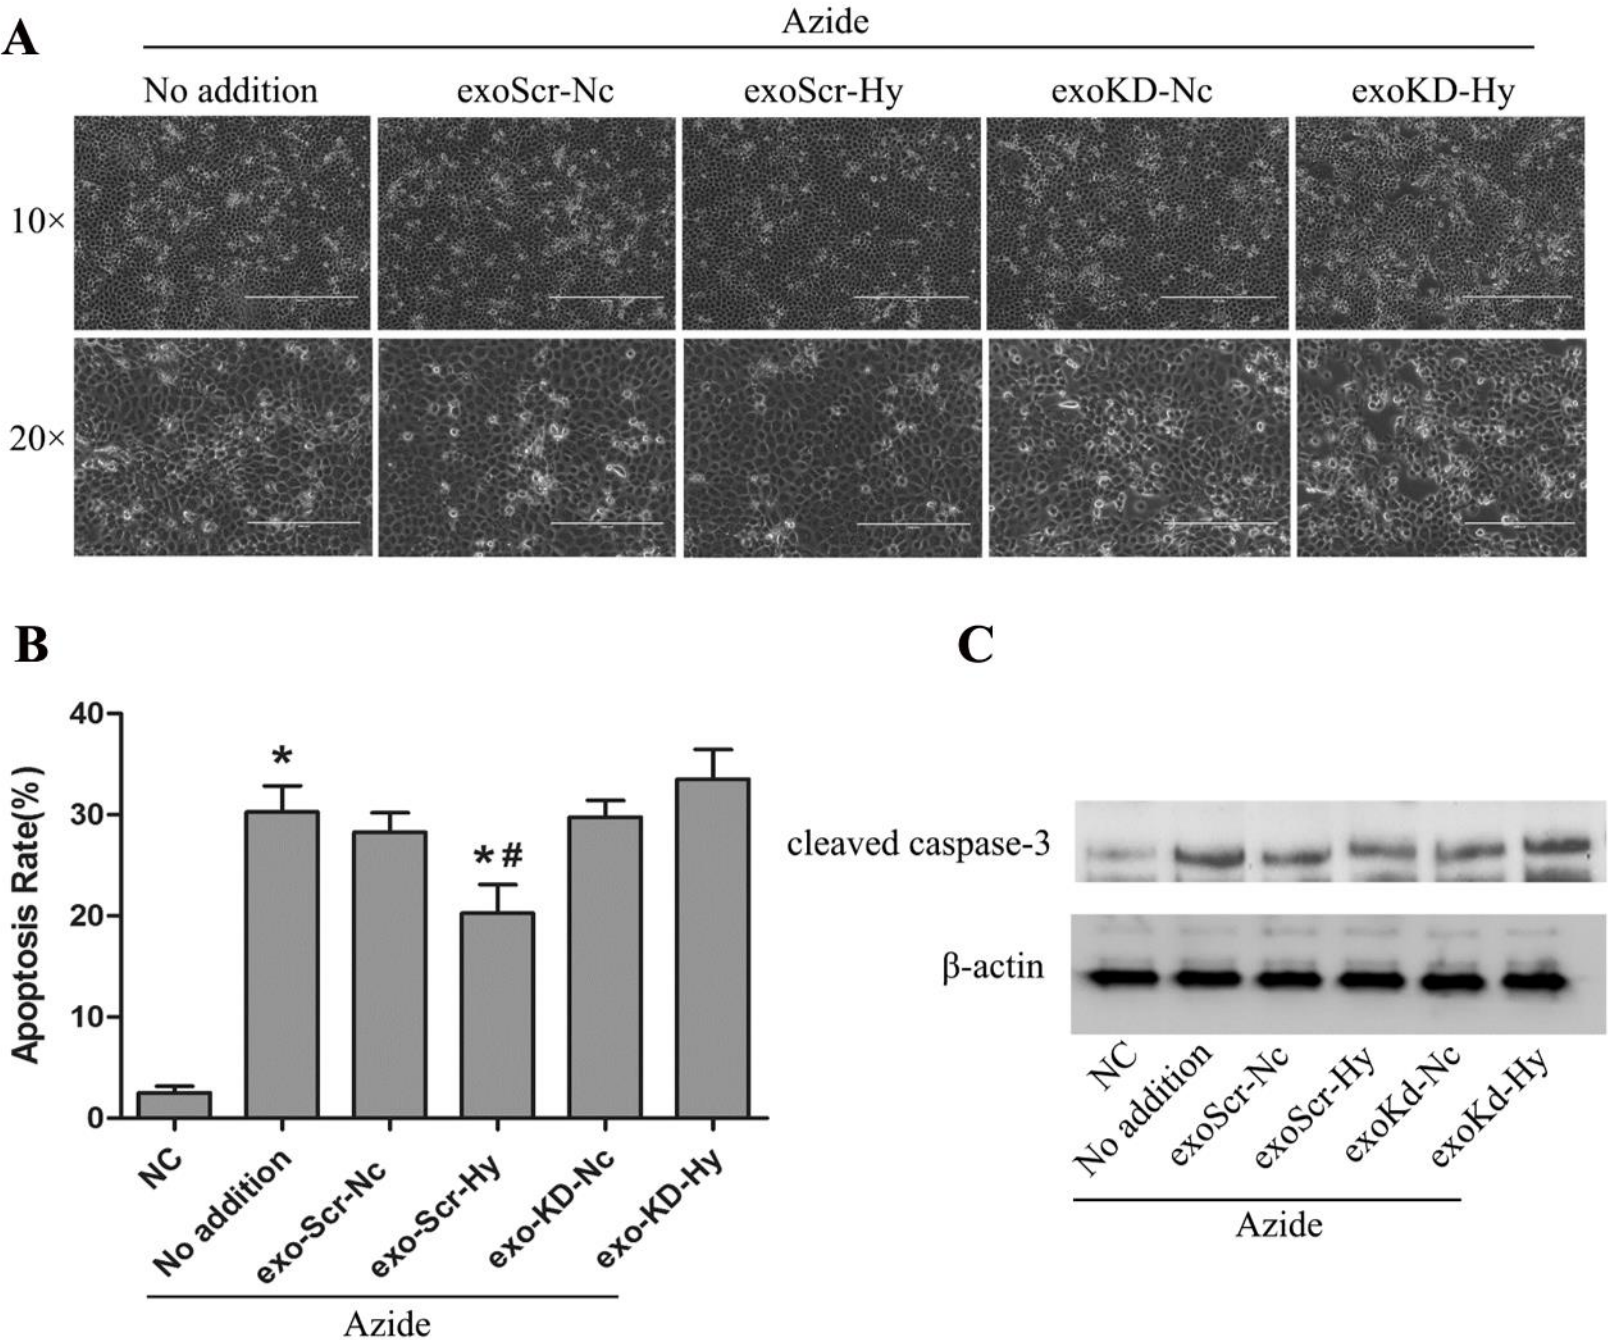 A
Azide
No addition
exoScr-Nc
exoScr-Hy
exoKD-Nc
exoKD-Hy
10×
20×
B
Apoptosis Rate(%)
40
30
20
10
0
*
*#
NC
No addition
exo-Scr-Nc
exo-Scr-Hy
exo-KD-Nc
exo-KD-Hy
Azide
C
cleaved caspase-3
β-actin
NC
No addition
exoScr-Nc
exoScr-Hy
exoKd-Nc
exoKd-Hy
Azide